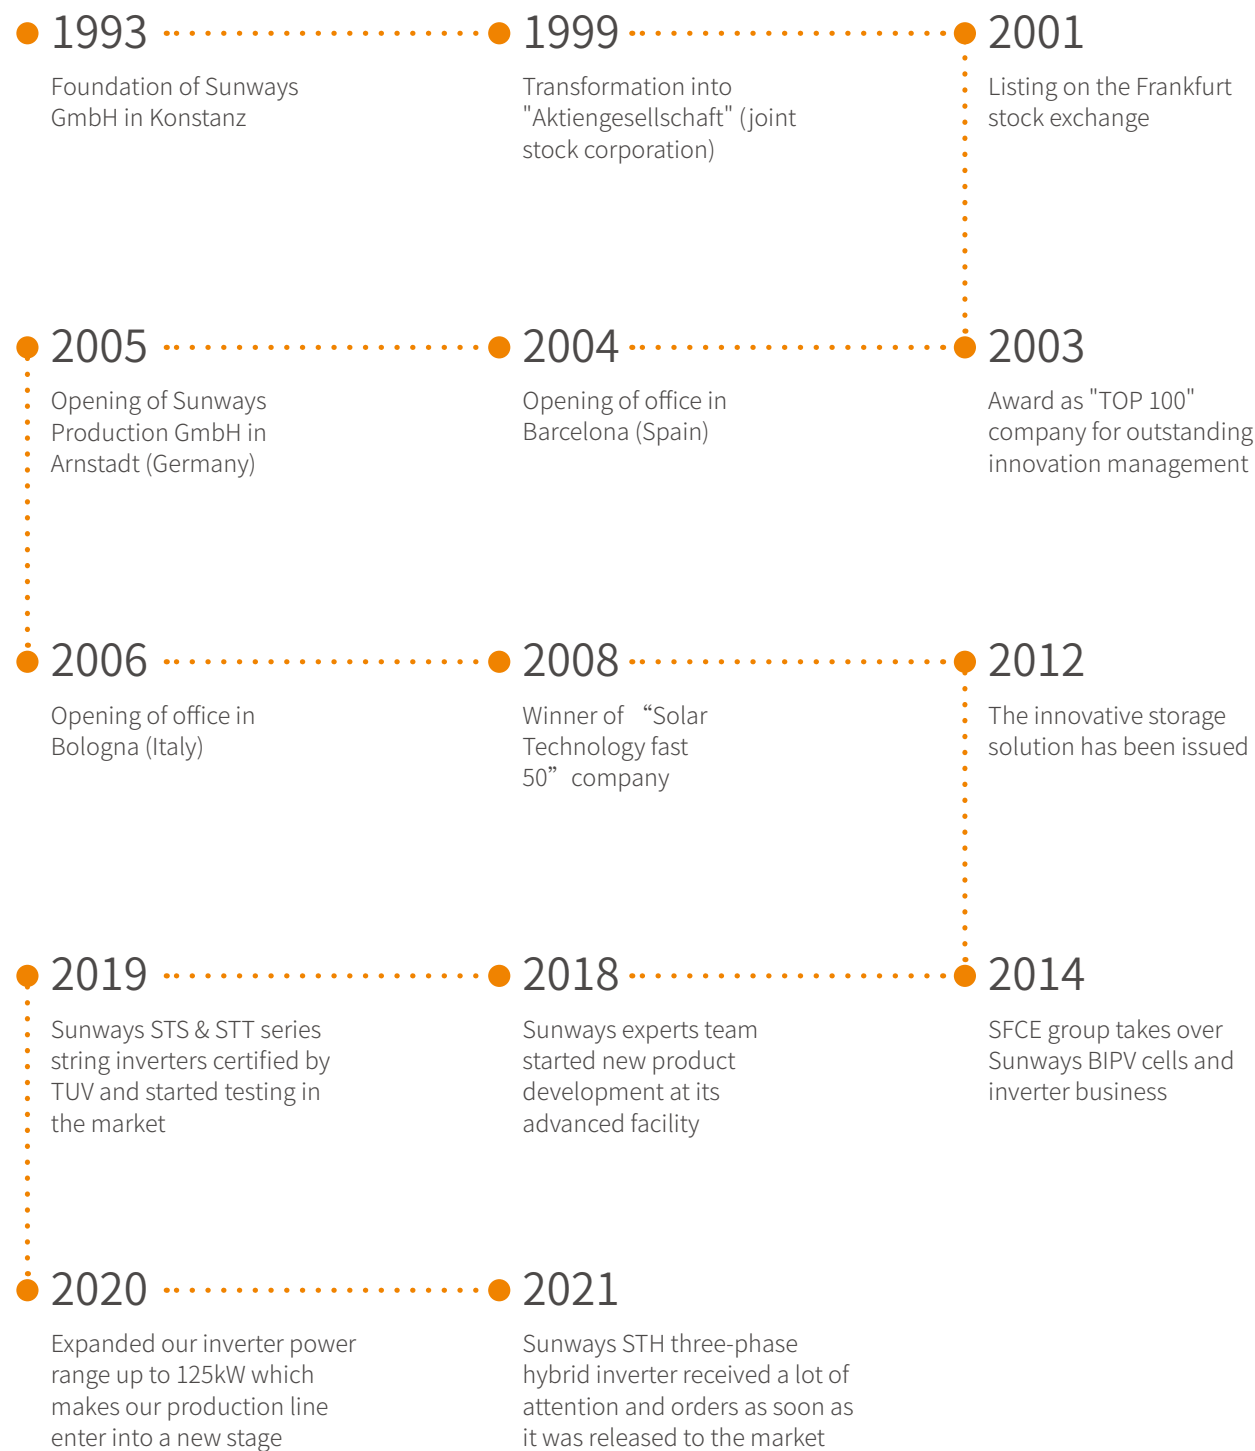 1993
Foundation of Sunways
GmbH in Konstanz
1999
Transformation into
"Aktiengesellschaft" (joint
stock corporation)
2001
Listing on the Frankfurt
stock exchange
2003
Award as "TOP 100"
company for outstanding
innovation management
2004
Opening of office in
Barcelona (Spain)
2005
Opening of Sunways
Production GmbH in
Arnstadt (Germany)
2006
Opening of office in
Bologna (Italy)
2008
Winner of “Solar
Technology fast
50” company
2012
The innovative storage
solution has been issued
2014
SFCE group takes over
Sunways BIPV cells and
inverter business
2018
Sunways experts team
started new product
development at its
advanced facility
2019
Sunways STS & STT series
string inverters certified by
TUV and started testing in
the market
2020
Expanded our inverter power
range up to 125kW which
makes our production line
enter into a new stage
2021
Sunways STH three-phase
hybrid inverter received a lot of
attention and orders as soon as
it was released to the market